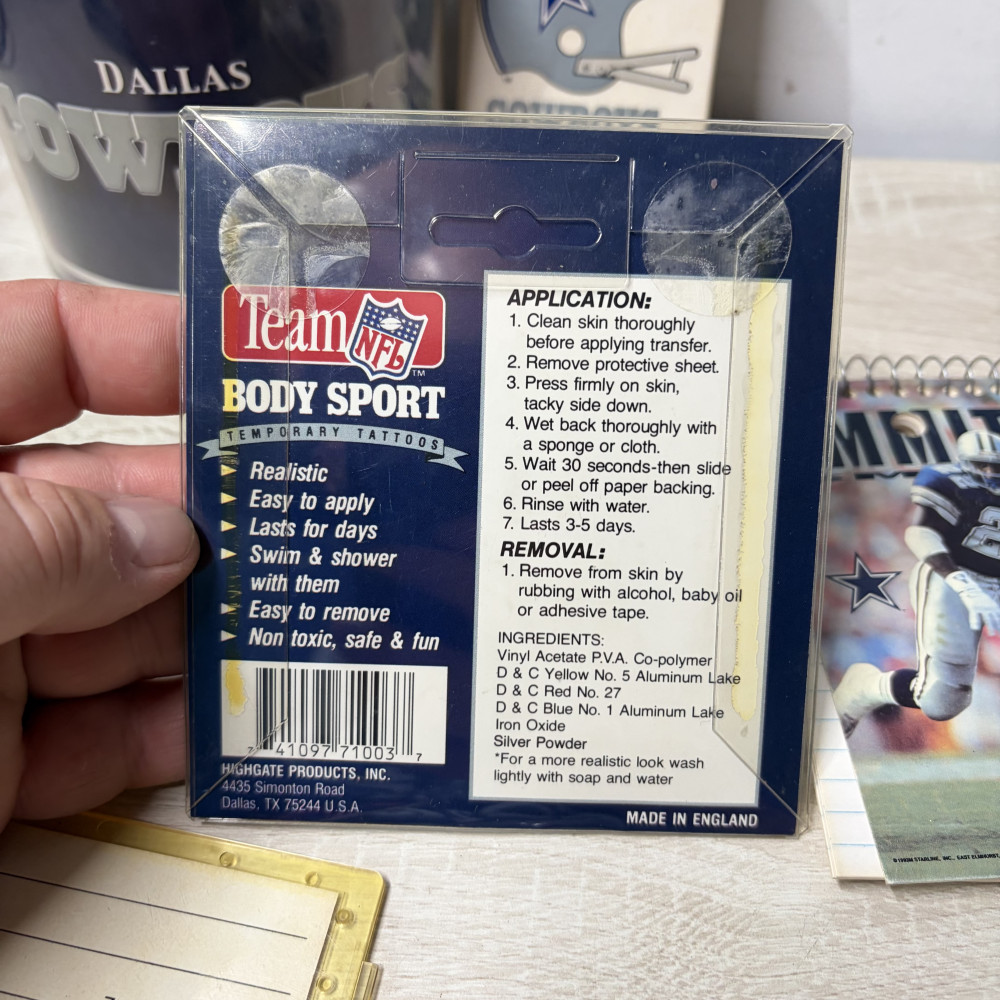 DALLAS
COWBOYS
Team NFL TM
BODY SPORT
TEMPORARY TATTOOS
Realistic
Easy to apply
Lasts for days
Swim & shower
with them
Easy to remove
Non toxic, safe & fun
7 41097 71003 7
HIGHGATE PRODUCTS, INC.
4435 Simonton Road
Dallas, TX 75244 U.S.A.
APPLICATION:
1. Clean skin thoroughly
before applying transfer.
2. Remove protective sheet.
3. Press firmly on skin,
tacky side down.
4. Wet back thoroughly with
a sponge or cloth.
5. Wait 30 seconds-then slide
or peel off paper backing.
6. Rinse with water.
7. Lasts 3-5 days.
REMOVAL:
1. Remove from skin by
rubbing with alcohol, baby oil
or adhesive tape.
INGREDIENTS:
Vinyl Acetate P.V.A. Co-polymer
D & C Yellow No. 5 Aluminum Lake
D & C Red No. 27
D & C Blue No. 1 Aluminum Lake
Iron Oxide
Silver Powder
*For a more realistic look wash
lightly with soap and water
MADE IN ENGLAND